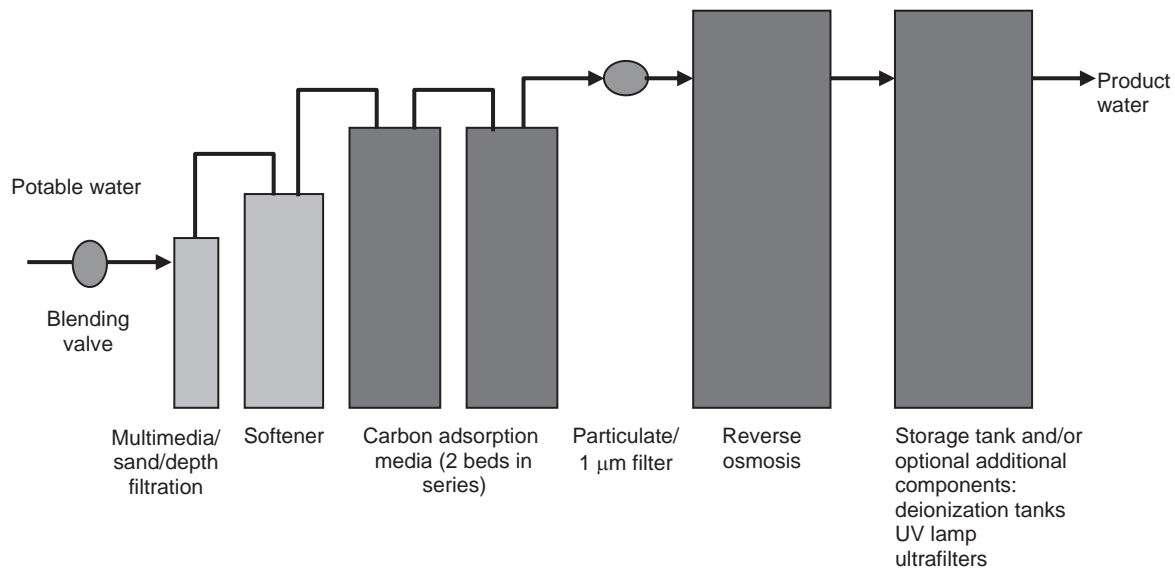 Potable water
Blending
valve
Multimedia/
sand/depth
filtration
Softener
Carbon adsorption
media (2 beds in
series)
Particulate/
1 μm filter
Reverse
osmosis
Storage tank and/or
optional additional
components:
deionization tanks
UV lamp
ultrafilters
Product
water